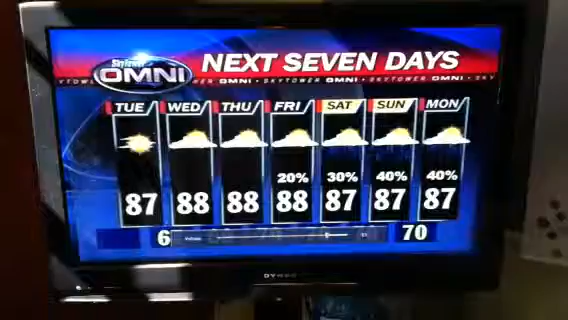 SkyTower
OMNI
NEXT SEVEN DAYS
OMNI • SKYTOWER OMNI • SKYTOWER OMNI • SKY
TUE WED THU FRI SAT SUN MON
20% 30% 40% 40%
87 88 88 88 87 87 87
6 Volume 70
DYNEX